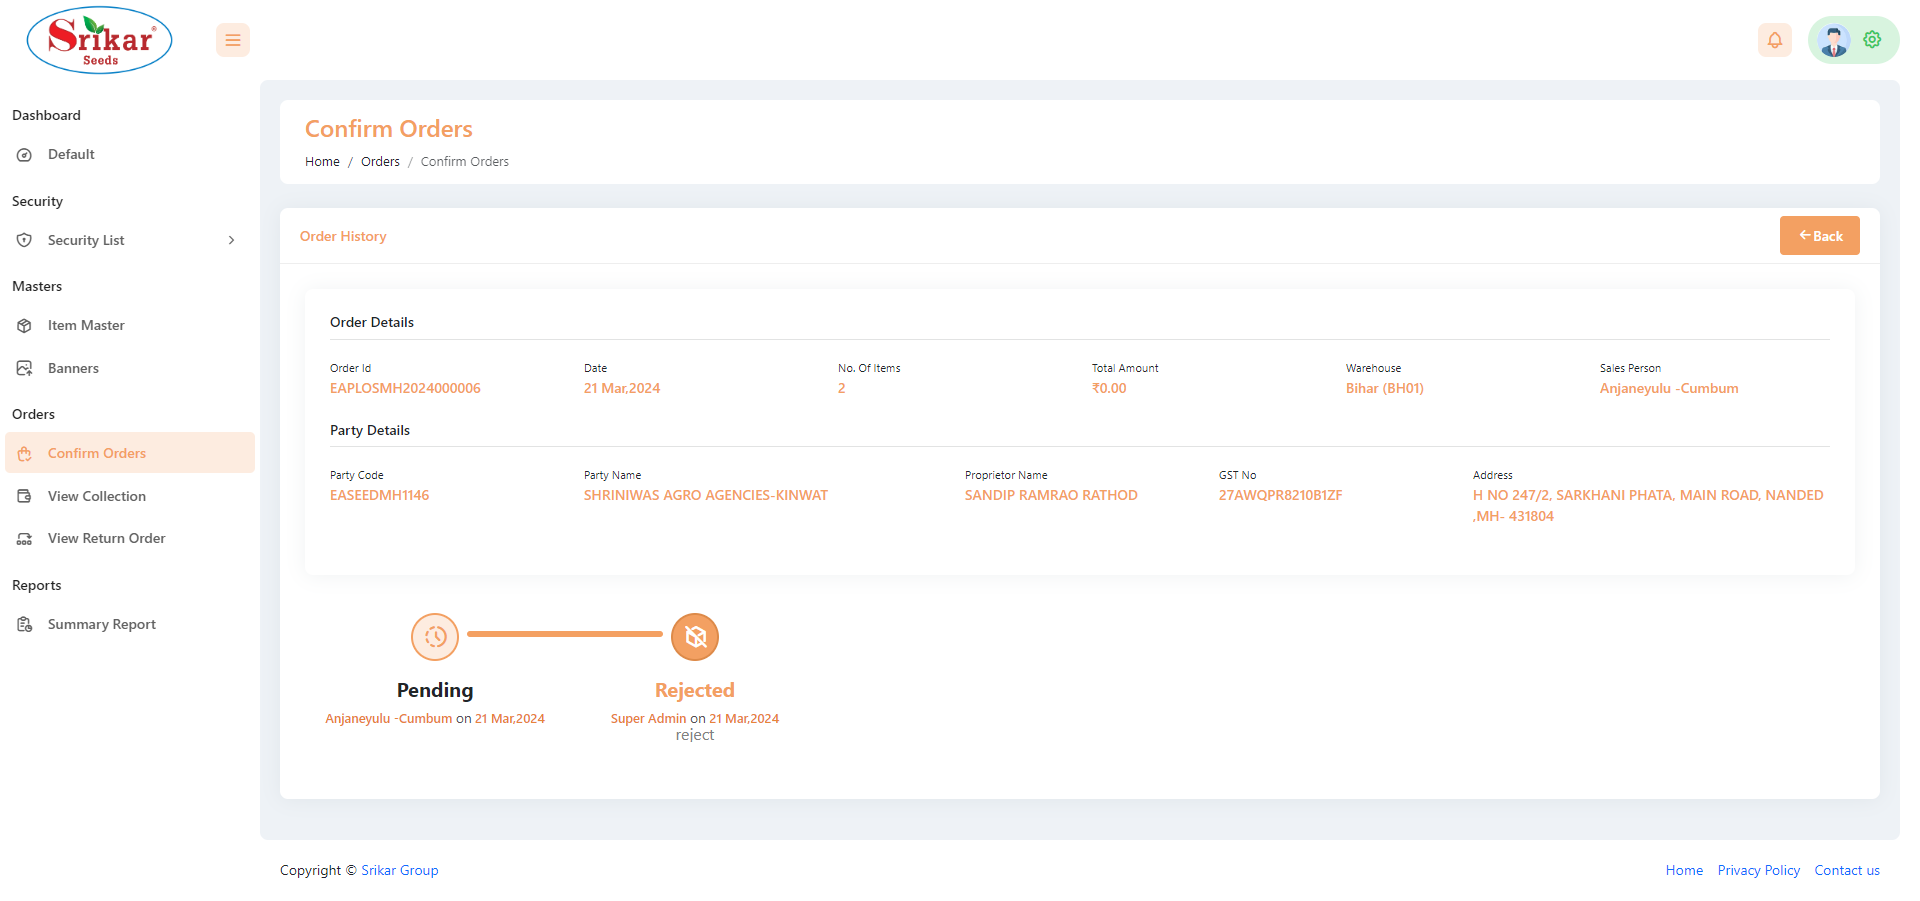 Srikar
Seeds
Dashboard
Default
Security
Security List
Masters
Item Master
Banners
Orders
Confirm Orders
View Collection
View Return Order
Reports
Summary Report
Confirm Orders
Home / Orders / Confirm Orders
Order History
Back
Order Details
Order Id Date No. Of Items Total Amount Warehouse Sales Person
EAPLOSMH2024000006 21 Mar,2024 2 ₹0.00 Bihar (BH01) Anjaneyulu -Cumbum
Party Details
Party Code Party Name Proprietor Name GST No Address
EASEEDMH1146 SHRINIWAS AGRO AGENCIES-KINWAT SANDIP RAMRAO RATHOD 27AWQPR8210B1ZF H NO 247/2, SARKHANI PHATA, MAIN ROAD, NANDED
,MH- 431804
Pending Rejected
Anjaneyulu -Cumbum on 21 Mar,2024 Super Admin on 21 Mar,2024
reject
Copyright © Srikar Group Home Privacy Policy Contact us